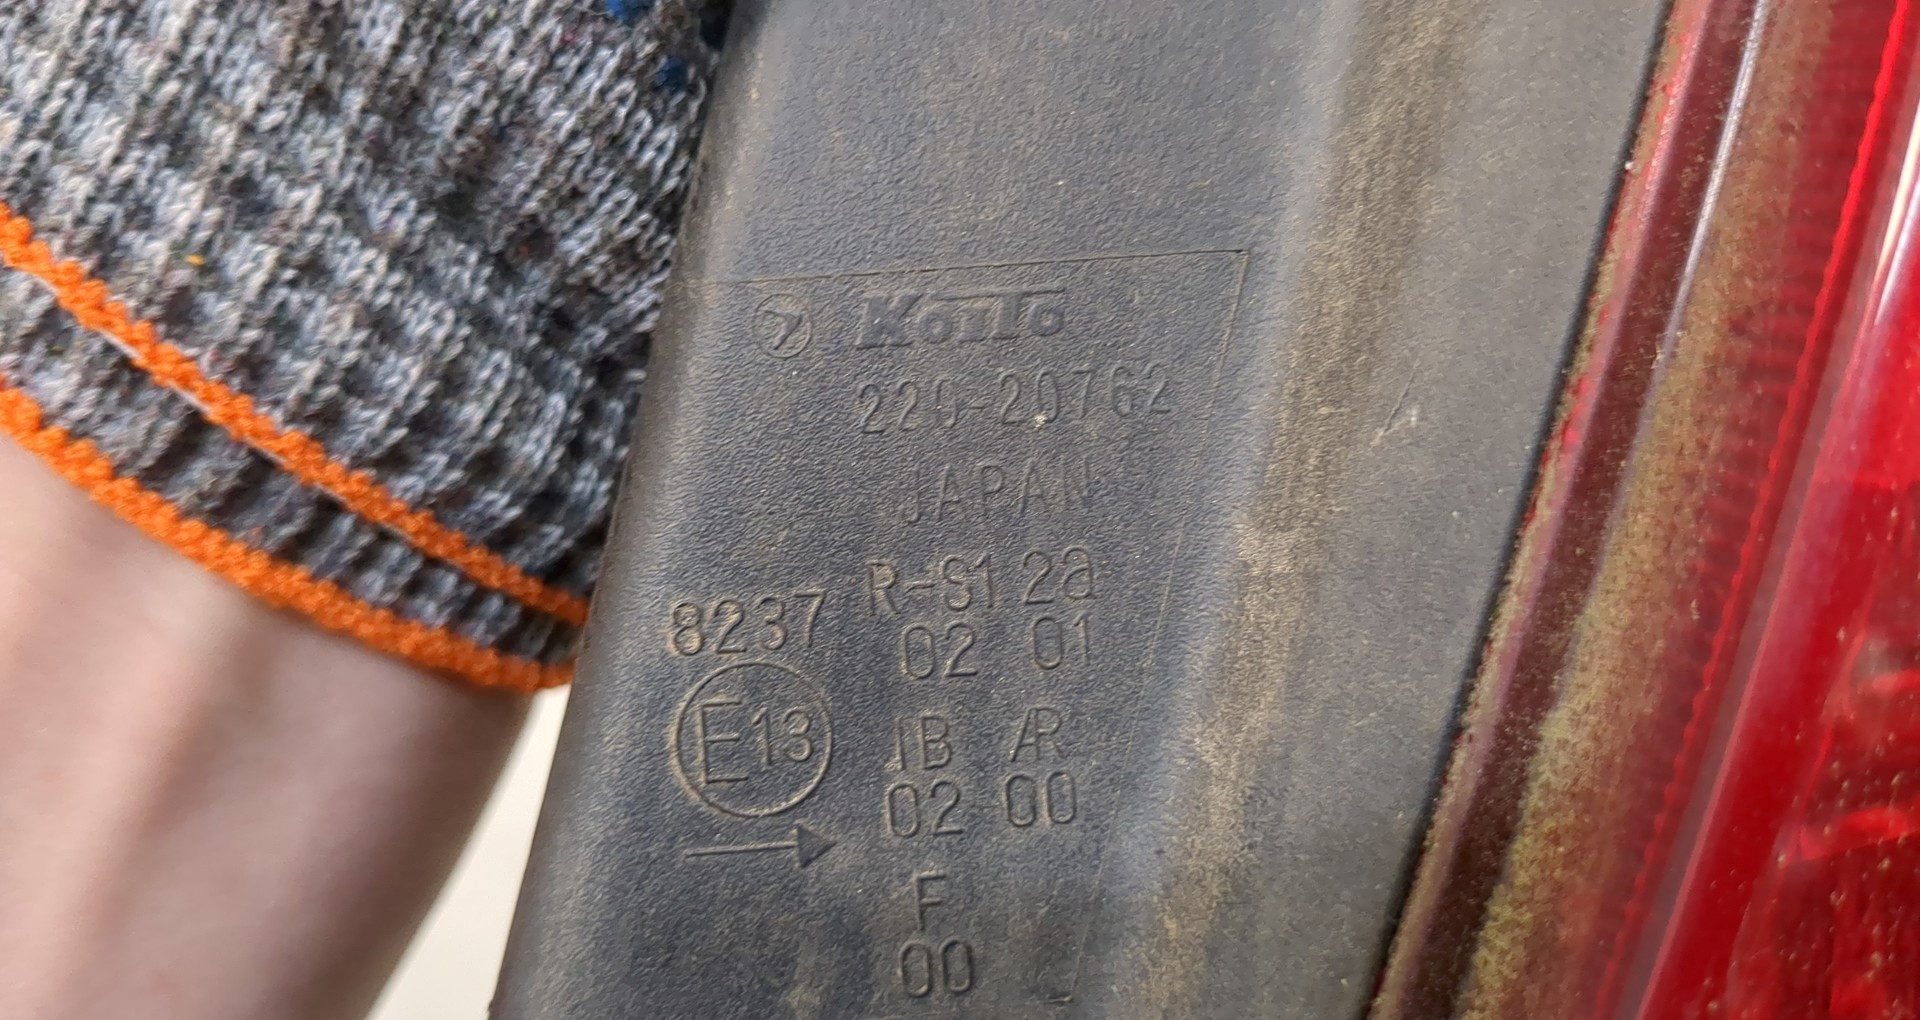 KOITO
220-20762
JAPAN
R-S1 2a
8237
02 01
E13
IB AR
02 00
F
00